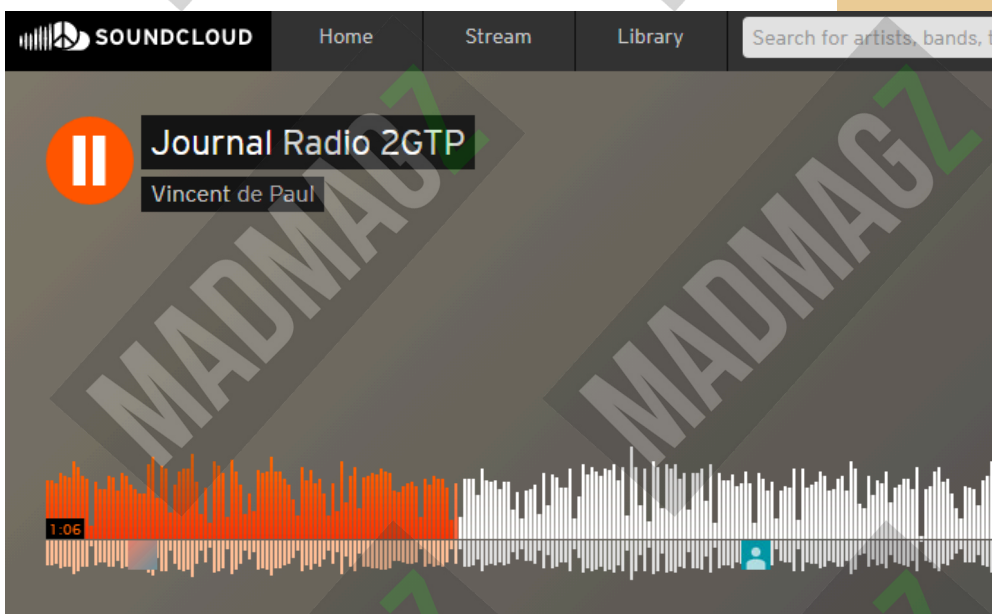 SOUNDCLOUD Home Stream Library Search for artists, bands, t
Journal Radio 2GTP
Vincent de Paul
MADMAGZ MADMAGZ
1:06